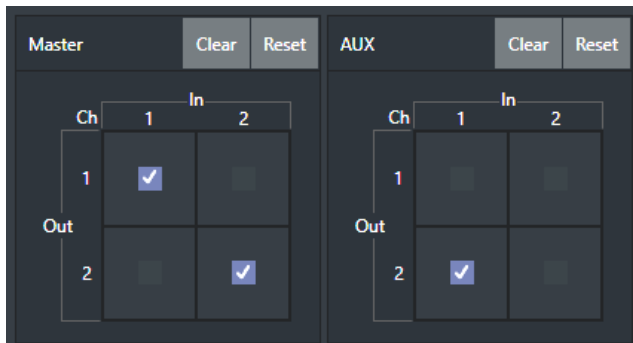 Master Clear Reset
In
Ch 1 2
1
Out
2
AUX Clear Reset
In
Ch 1 2
1
Out
2